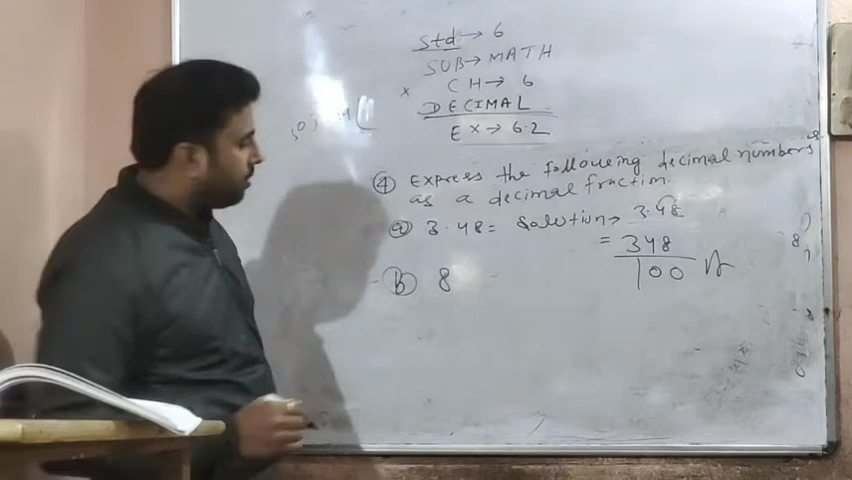 Std → 6
SUB → MATH
CH → 6
DECIMAL
EX → 6.2
④ Express the following decimal numbers
as a decimal fraction.
ⓐ 3.48 = Solution → 3.48
= 348
100
Ⓑ 8